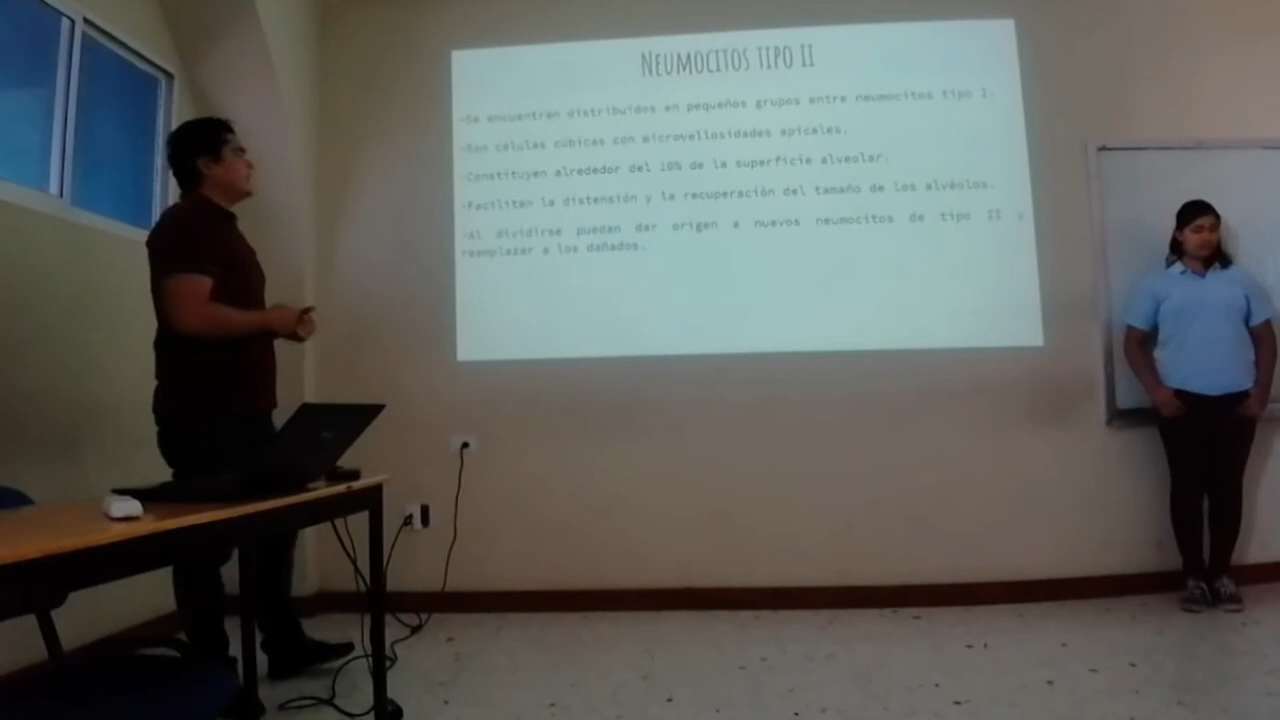 NEUMOCITOS TIPO II
-Se encuentran distribuidos en pequeños grupos entre neumocitos tipo I.
-Son células cúbicas con microvellosidades apicales.
-Constituyen alrededor del 10% de la superficie alveolar.
-Facilitan la distensión y la recuperación del tamaño de los alvéolos.
-Al dividirse puedan dar origen a nuevos neumocitos de tipo II y
reemplazar a los dañados.